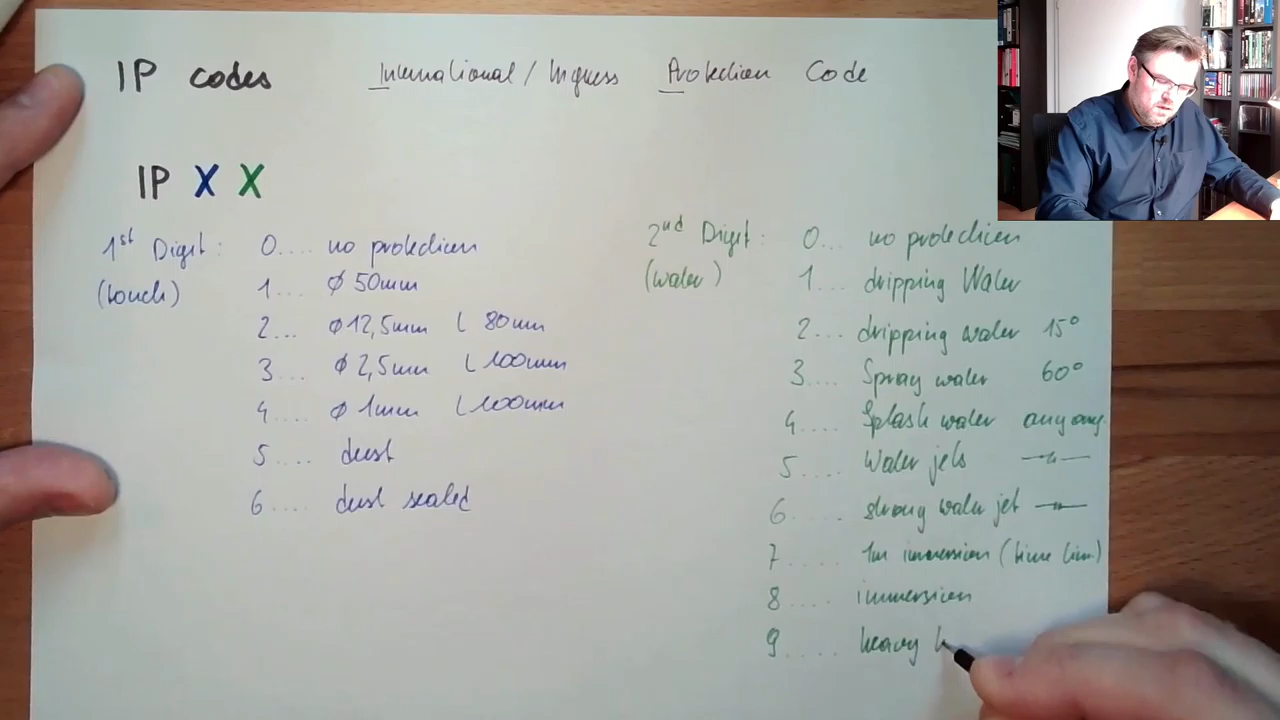 IP codes International / Ingress Protection Code
IP X X
1st Digit: 0.... no protection
(touch) 1... ϕ 50mm
2... ϕ 12,5mm L 80mm
3... ϕ 2,5mm L 100mm
4.... ϕ 1mm L 100mm
5.... dust
6.... dust sealed
2nd Digit: 0... no protection
(water) 1... dripping Water
2... dripping water 15°
3.... Spray water 60°
4.... Splash water any ang.
5.... Water jets —"—
6.... strong water jet —"—
7..... 1m immersion (time lim.)
8..... immersion
9..... heavy